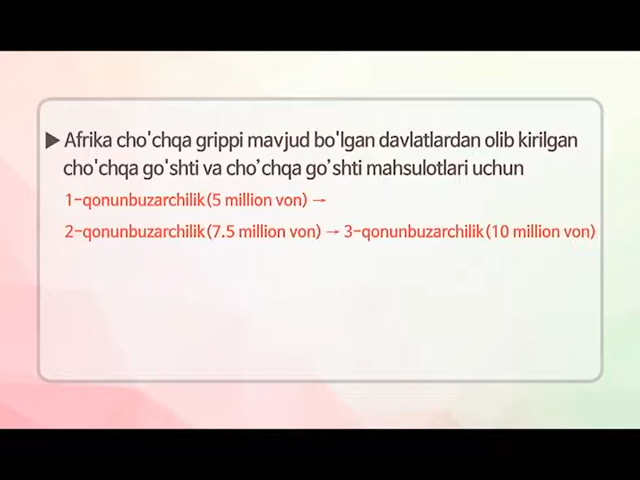 ▶ Afrika cho'chqa grippi mavjud bo'lgan davlatlardan olib kirilgan
cho'chqa go'shti va cho’chqa go’shti mahsulotlari uchun
1-qonunbuzarchilik(5 million von) →
2-qonunbuzarchilik(7.5 million von) → 3-qonunbuzarchilik(10 million von)